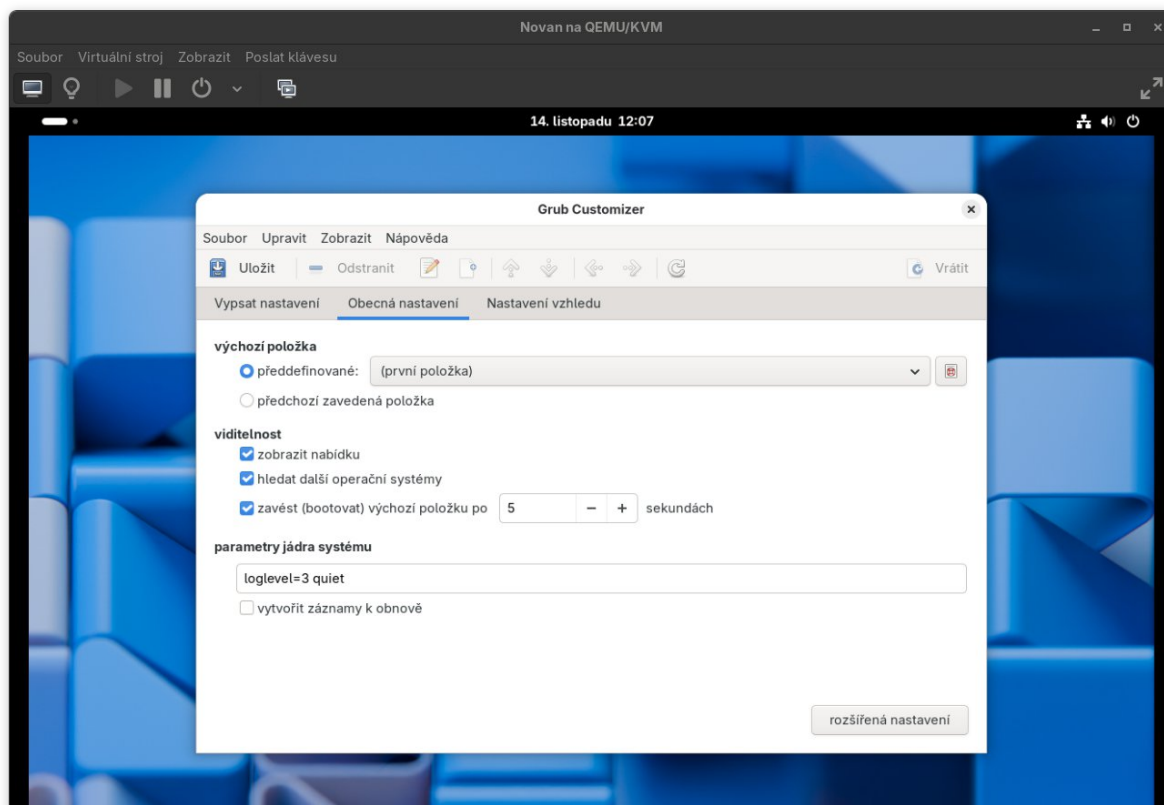 Novan na QEMU/KVM
Soubor Virtuální stroj Zobrazit Poslat klávesu
14. listopadu 12:07
Grub Customizer
Soubor Upravit Zobrazit Nápověda
Uložit Odstranit Vrátit
Vypsat nastavení Obecná nastavení Nastavení vzhledu
výchozí položka
předdefinované: (první položka)
předchozí zavedená položka
viditelnost
zobrazit nabídku
hledat další operační systémy
zavést (bootovat) výchozí položku po 5 sekundách
parametry jádra systému
loglevel=3 quiet
vytvořit záznamy k obnově
rozšířená nastavení